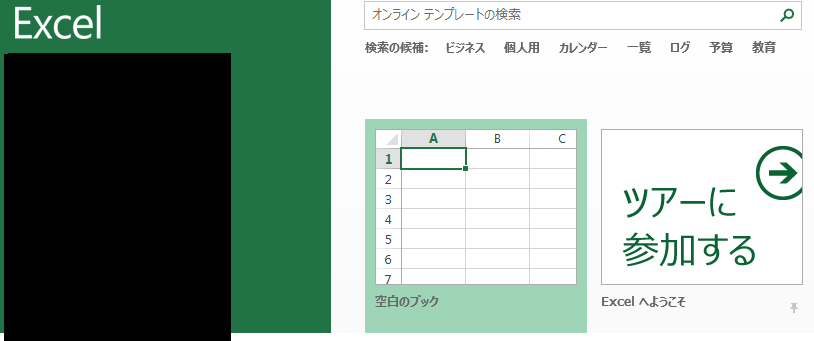 Excel
オンライン テンプレートの検索
検索の候補: ビジネス 個人用 カレンダー 一覧 ログ 予算 教育
A B C
1
2
3
4
5
6
7
空白のブック
ツアーに
参加する
Excel へようこそ